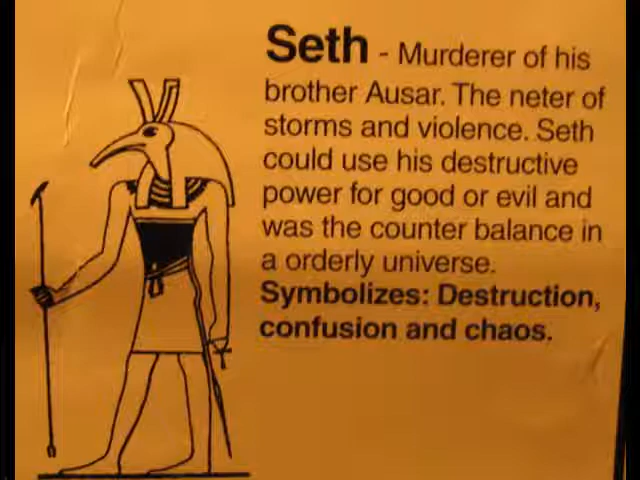 Seth - Murderer of his
brother Ausar. The neter of
storms and violence. Seth
could use his destructive
power for good or evil and
was the counter balance in
a orderly universe.
Symbolizes: Destruction,
confusion and chaos.